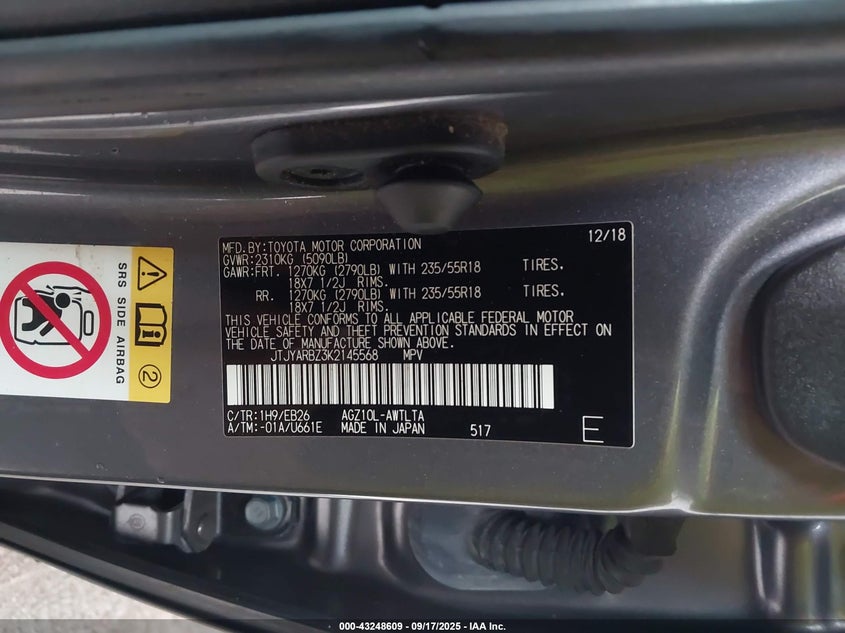 MFD.BY:TOYOTA MOTOR CORPORATION 12/18
GVWR:2310KG (5090LB)
GAWR:FRT. 1270KG (2790LB) WITH 235/55R18 TIRES.
18X7 1/2J RIMS.
RR. 1270KG (2790LB) WITH 235/55R18 TIRES.
18X7 1/2J RIMS.
THIS VEHICLE CONFORMS TO ALL APPLICABLE FEDERAL MOTOR
VEHICLE SAFETY AND THEFT PREVENTION STANDARDS IN EFFECT ON
THE DATE OF MANUFACTURE SHOWN ABOVE.
JTJYARBZ3K2145568 MPV
C/TR:1H9/EB26 AGZ10L-AWTLTA
A/TM:-01A/U661E MADE IN JAPAN 517 E
SRS SIDE AIRBAG
2
000-43248609 - 09/17/2025 - IAA Inc.